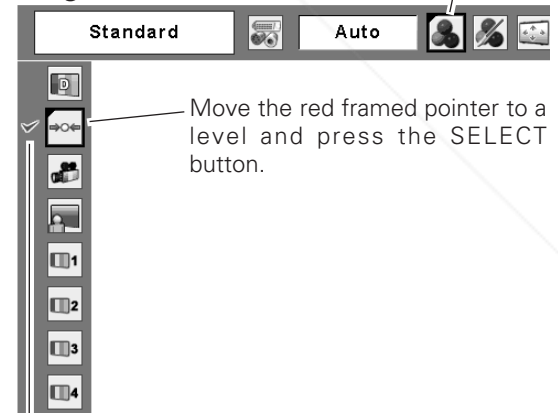 Standard
Auto
D
Move the red framed pointer to a
level and press the SELECT
button.
1
2
3
4